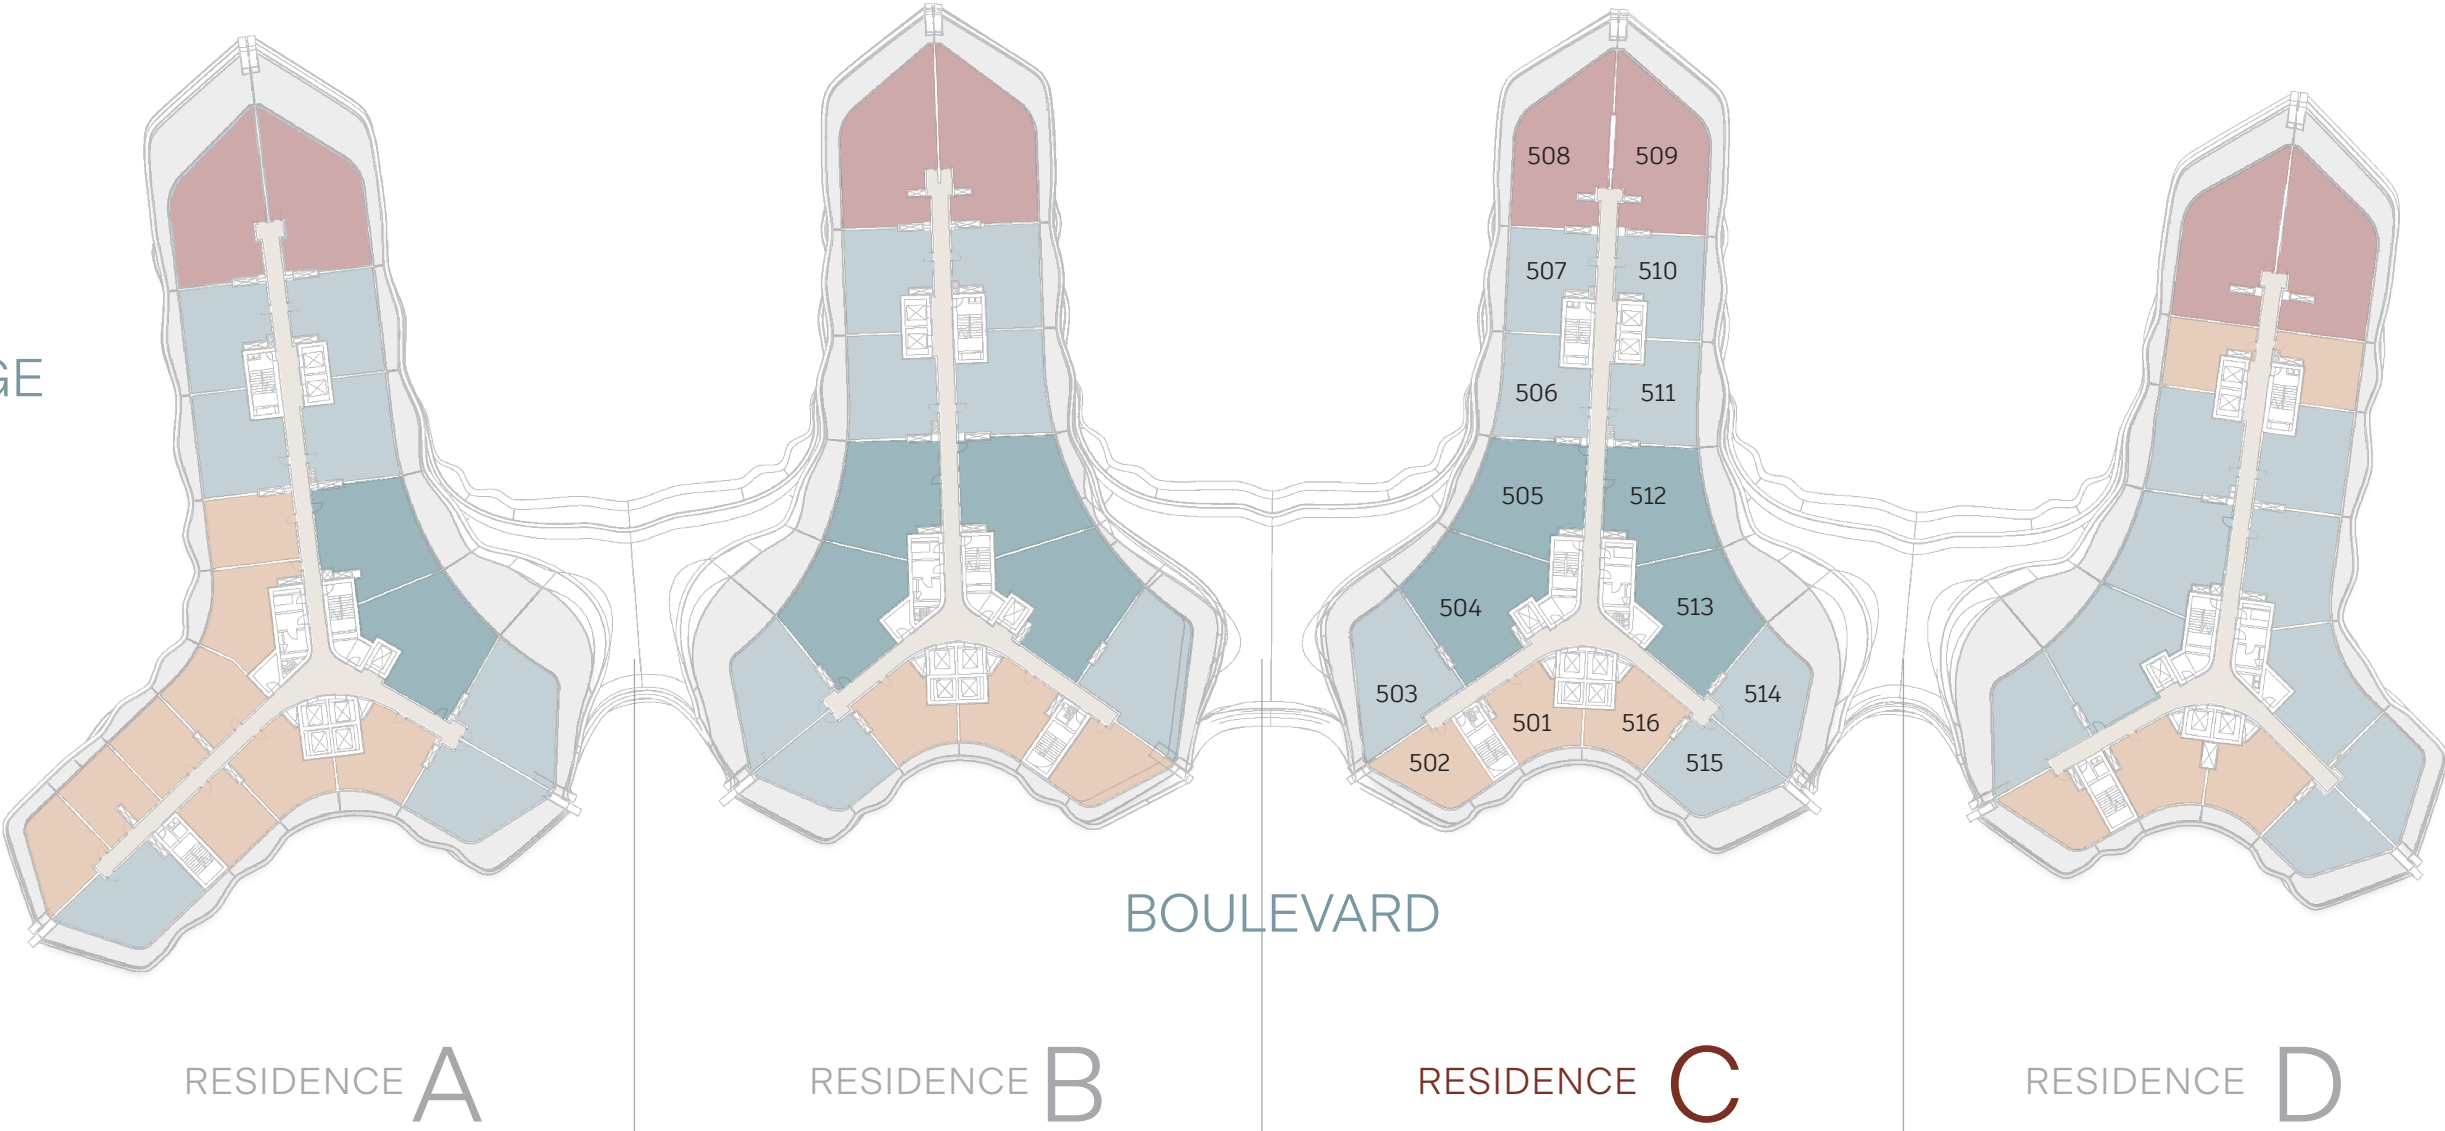 508 509
507 510
GE
506 511
505 512
504 513
503 514
501 516
502 515
BOULEVARD
RESIDENCE A
RESIDENCE B
RESIDENCE C
RESIDENCE D